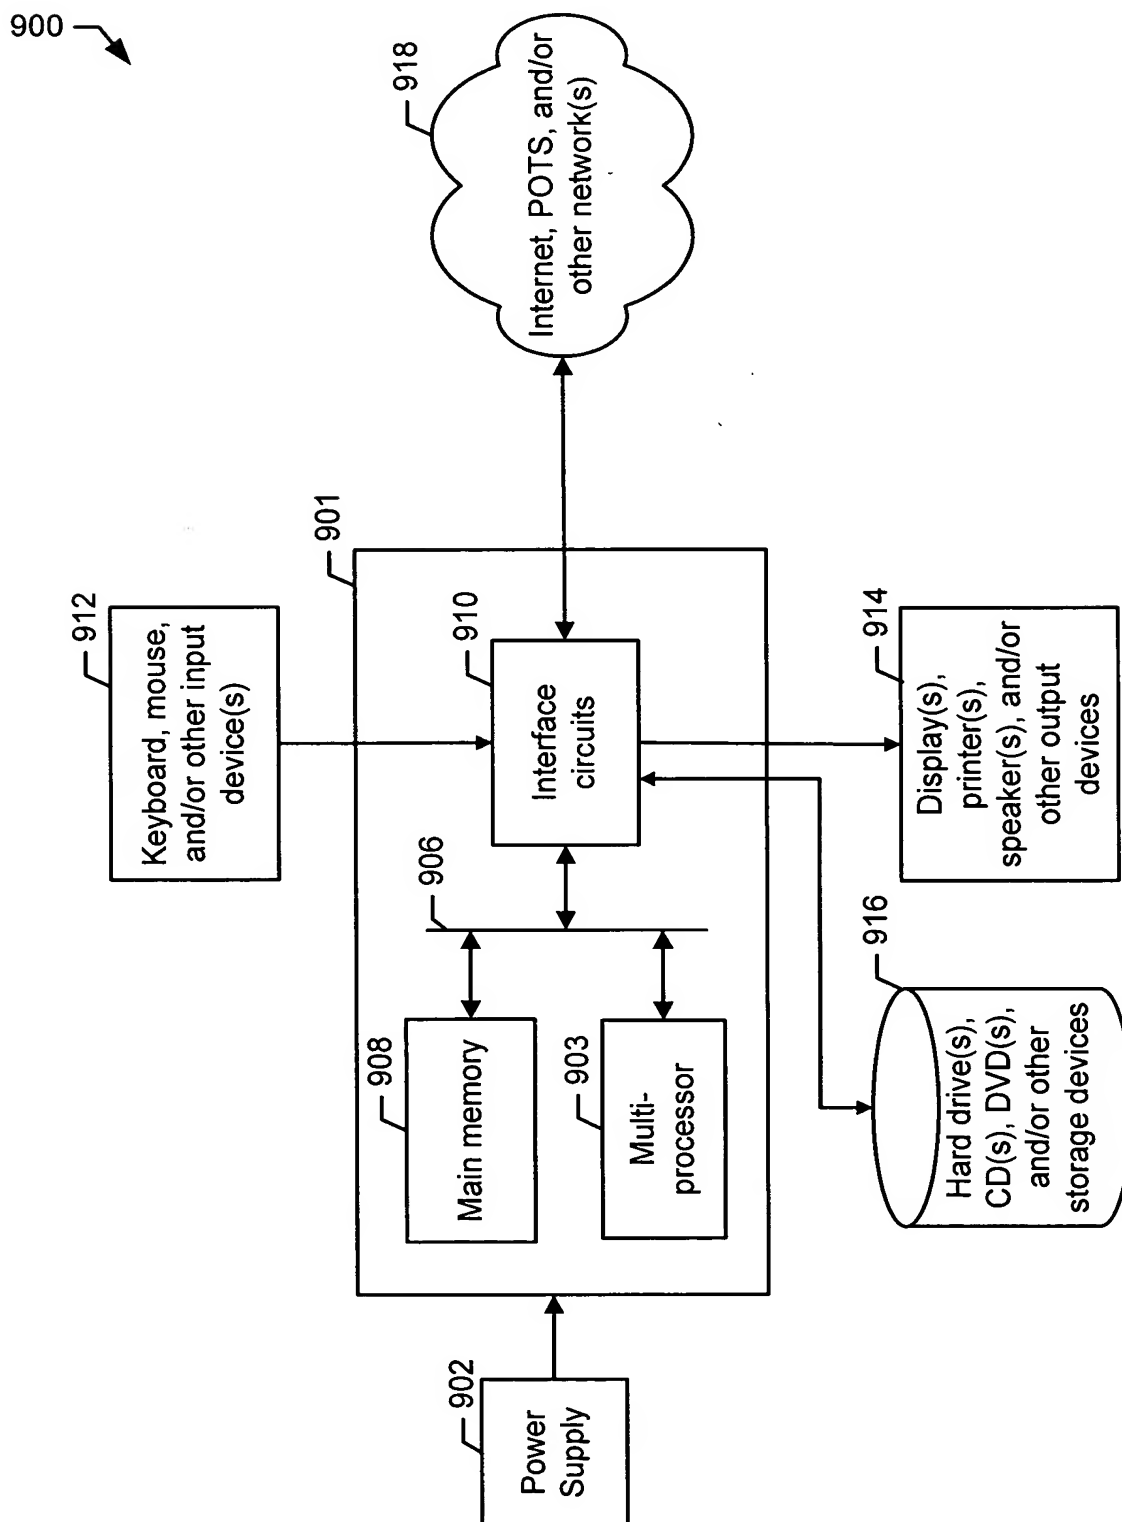 900
918
Internet, POTS, and/or
other network(s)
912
Keyboard, mouse,
and/or other input
device(s)
901
910
Interface
circuits
906
908
Main memory
903
Multi-
processor
902
Power
Supply
914
Display(s),
printer(s),
speaker(s), and/or
other output
devices
916
Hard drive(s),
CD(s), DVD(s),
and/or other
storage devices